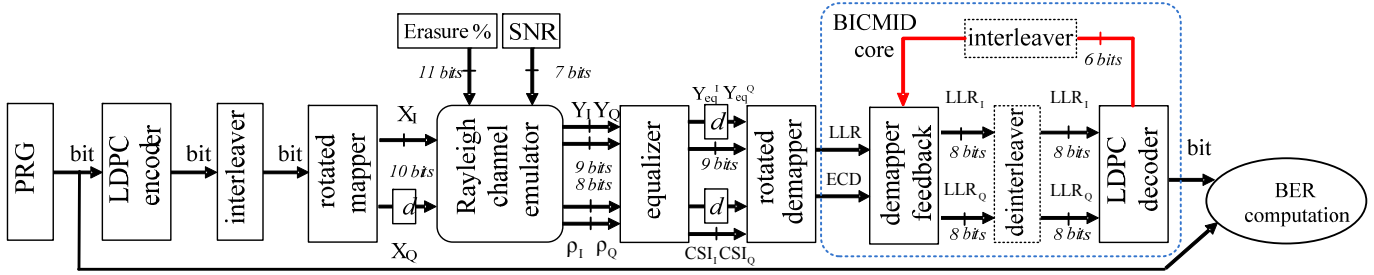 PRG
bit
LDPC
encoder
bit
interleaver
bit
rotated
mapper
X_I
10 bits
d
X_Q
Erasure %
11 bits
SNR
7 bits
Rayleigh
channel
emulator
Y_I Y_Q
9 bits
8 bits
ρ_I ρ_Q
equalizer
Y_eq^I Y_eq^Q
d
9 bits
d
CSI_I CSI_Q
rotated
demapper
LLR
ECD
BICMID
core
interleaver
6 bits
demapper
feedback
LLR_I
8 bits
LLR_Q
8 bits
deinterleaver
LLR_I
8 bits
LLR_Q
8 bits
LDPC
decoder
bit
BER
computation